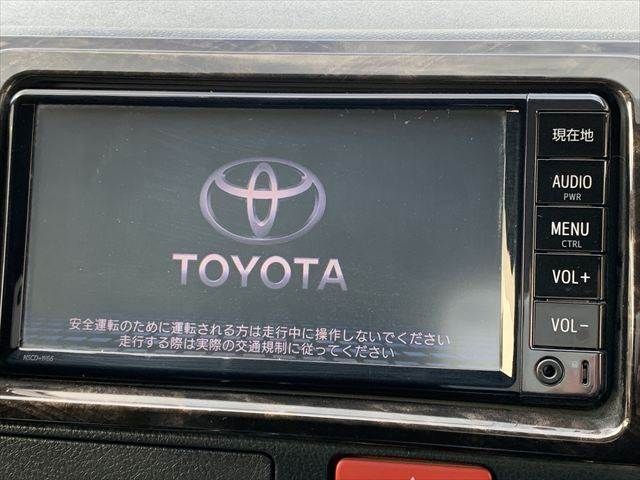 TOYOTA
安全運転のために運転される方は走行中に操作しないでください
走行する際は実際の交通規制に従ってください
現在地
AUDIO
PWR
MENU
CTRL
VOL+
VOL-